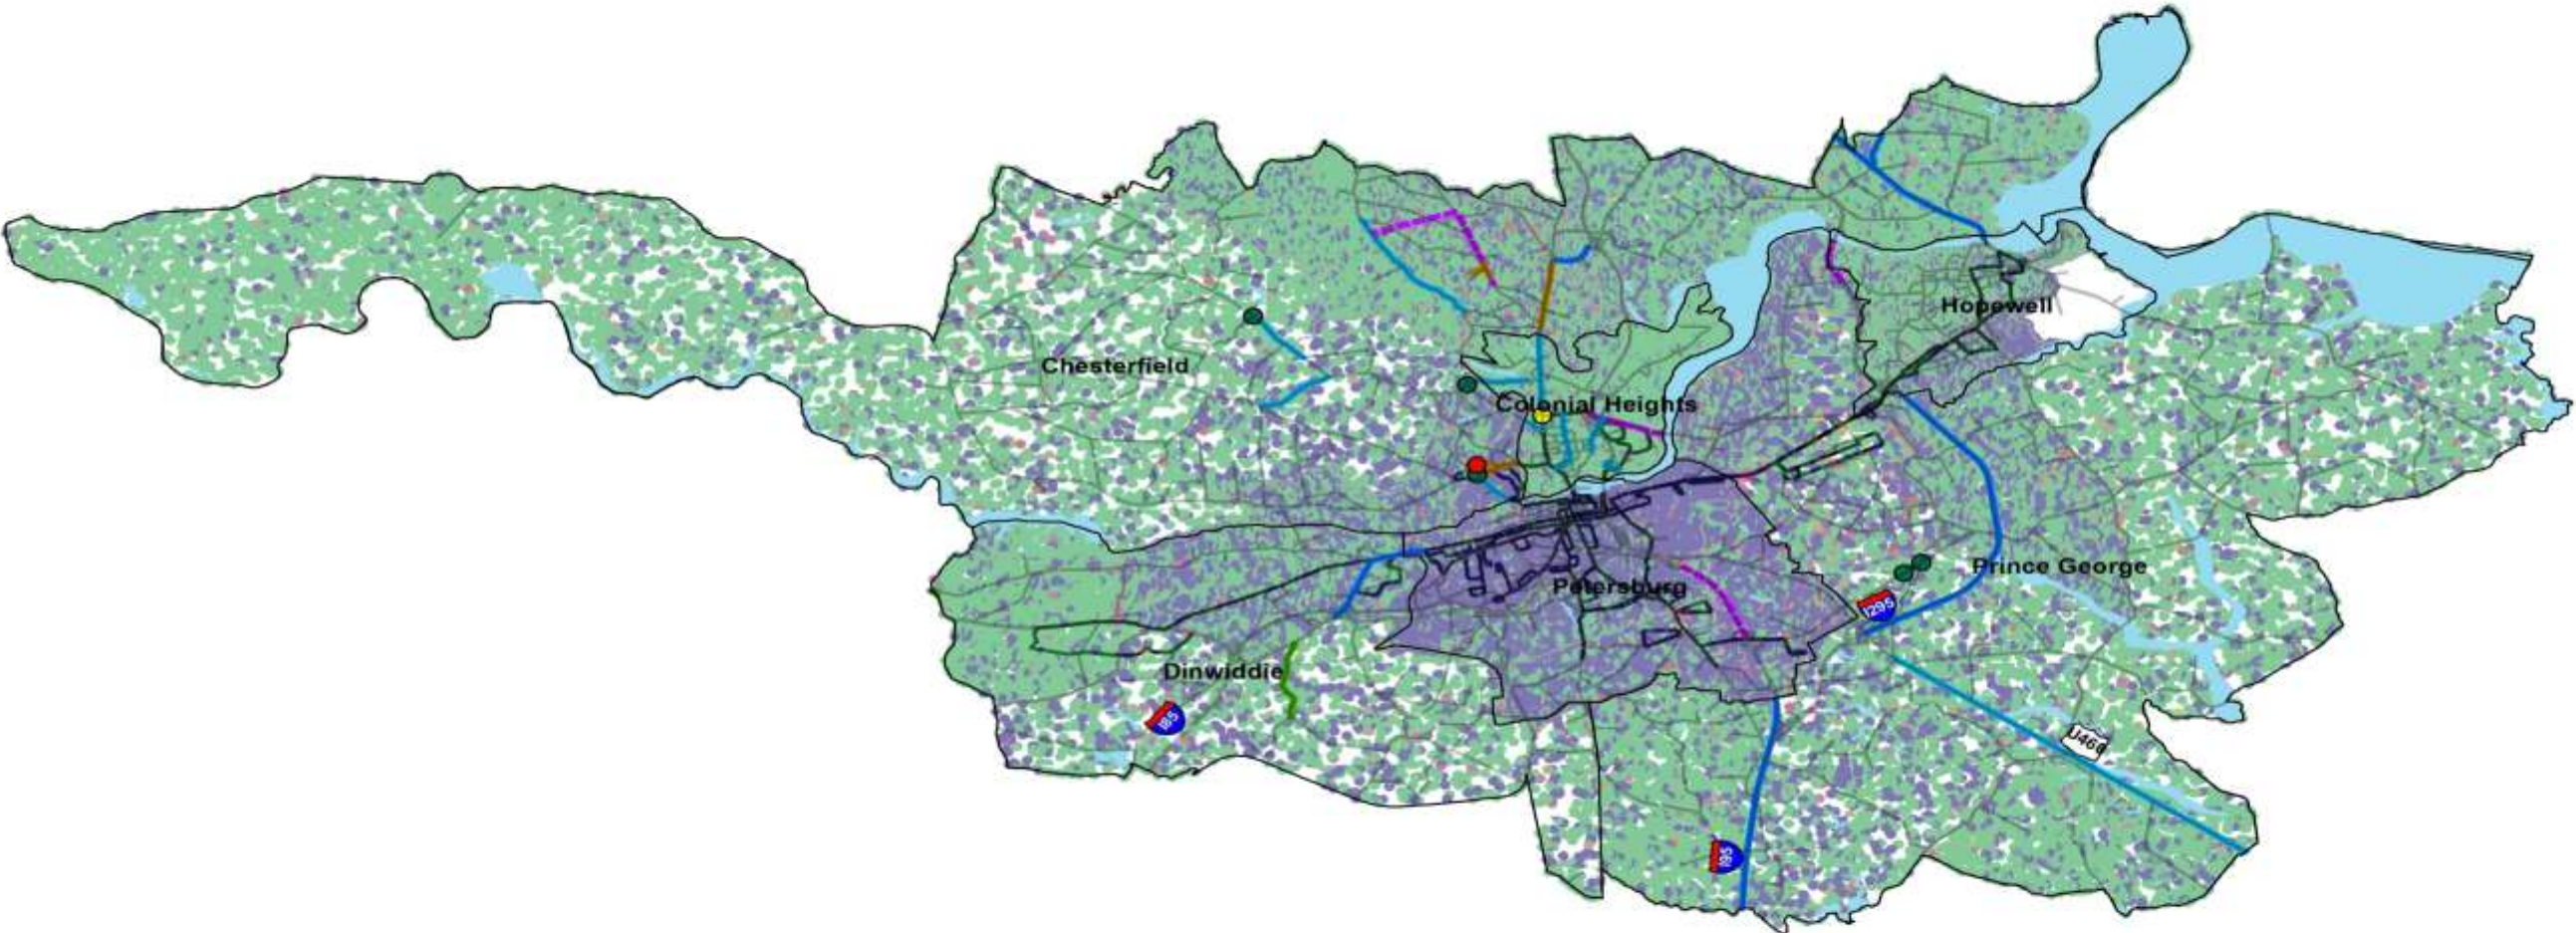 Hopewell
Chesterfield
Colonial Heights
Prince George
Petersburg
I295
Dinwiddie
I85
U460
I95